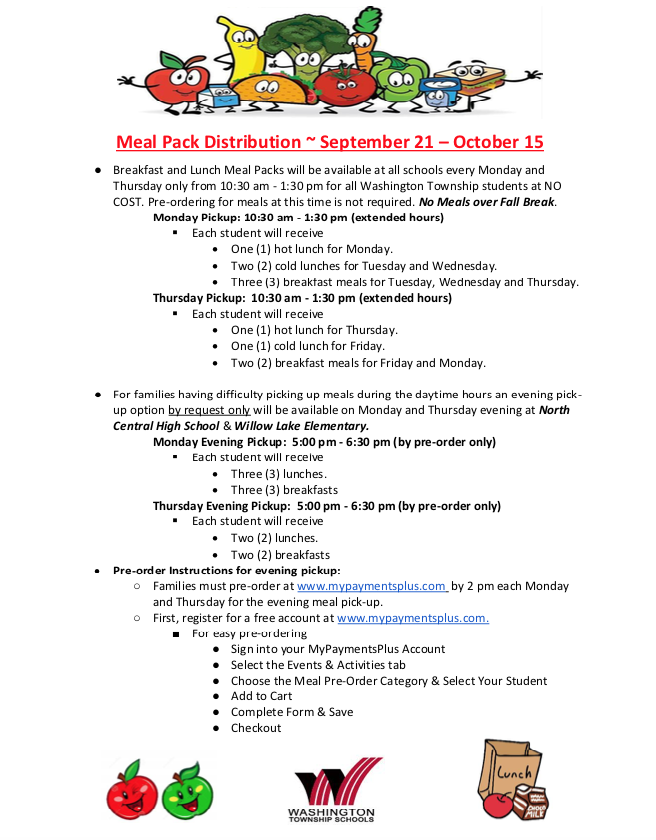 Meal Pack Distribution ~ September 21 – October 15
● Breakfast and Lunch Meal Packs will be available at all schools every Monday and
Thursday only from 10:30 am - 1:30 pm for all Washington Township students at NO
COST. Pre-ordering for meals at this time is not required. No Meals over Fall Break.
Monday Pickup: 10:30 am - 1:30 pm (extended hours)
▪ Each student will receive
• One (1) hot lunch for Monday.
• Two (2) cold lunches for Tuesday and Wednesday.
• Three (3) breakfast meals for Tuesday, Wednesday and Thursday.
Thursday Pickup: 10:30 am - 1:30 pm (extended hours)
▪ Each student will receive
• One (1) hot lunch for Thursday.
• One (1) cold lunch for Friday.
• Two (2) breakfast meals for Friday and Monday.
● For families having difficulty picking up meals during the daytime hours an evening pick-
up option by request only will be available on Monday and Thursday evening at North
Central High School & Willow Lake Elementary.
Monday Evening Pickup: 5:00 pm - 6:30 pm (by pre-order only)
▪ Each student will receive
• Three (3) lunches.
• Three (3) breakfasts
Thursday Evening Pickup: 5:00 pm - 6:30 pm (by pre-order only)
▪ Each student will receive
• Two (2) lunches.
• Two (2) breakfasts
• Pre-order Instructions for evening pickup:
○ Families must pre-order at www.mypaymentsplus.com by 2 pm each Monday
and Thursday for the evening meal pick-up.
○ First, register for a free account at www.mypaymentsplus.com.
■ For easy pre-ordering
● Sign into your MyPaymentsPlus Account
● Select the Events & Activities tab
● Choose the Meal Pre-Order Category & Select Your Student
● Add to Cart
● Complete Form & Save
● Checkout
Lunch
CHOCO
MILK
WASHINGTON
TOWNSHIP SCHOOLS